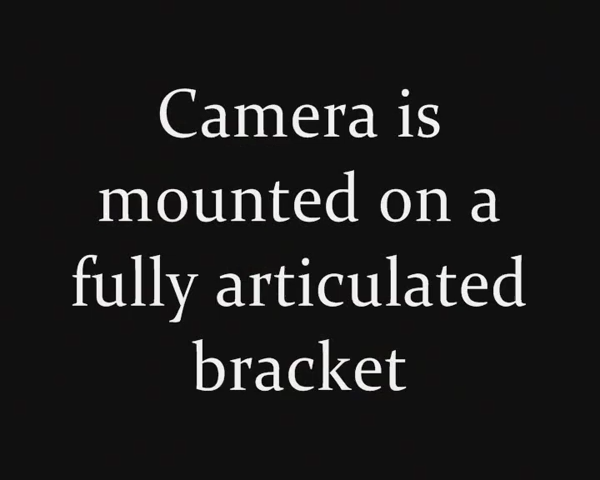 Camera is
mounted on a
fully articulated
bracket